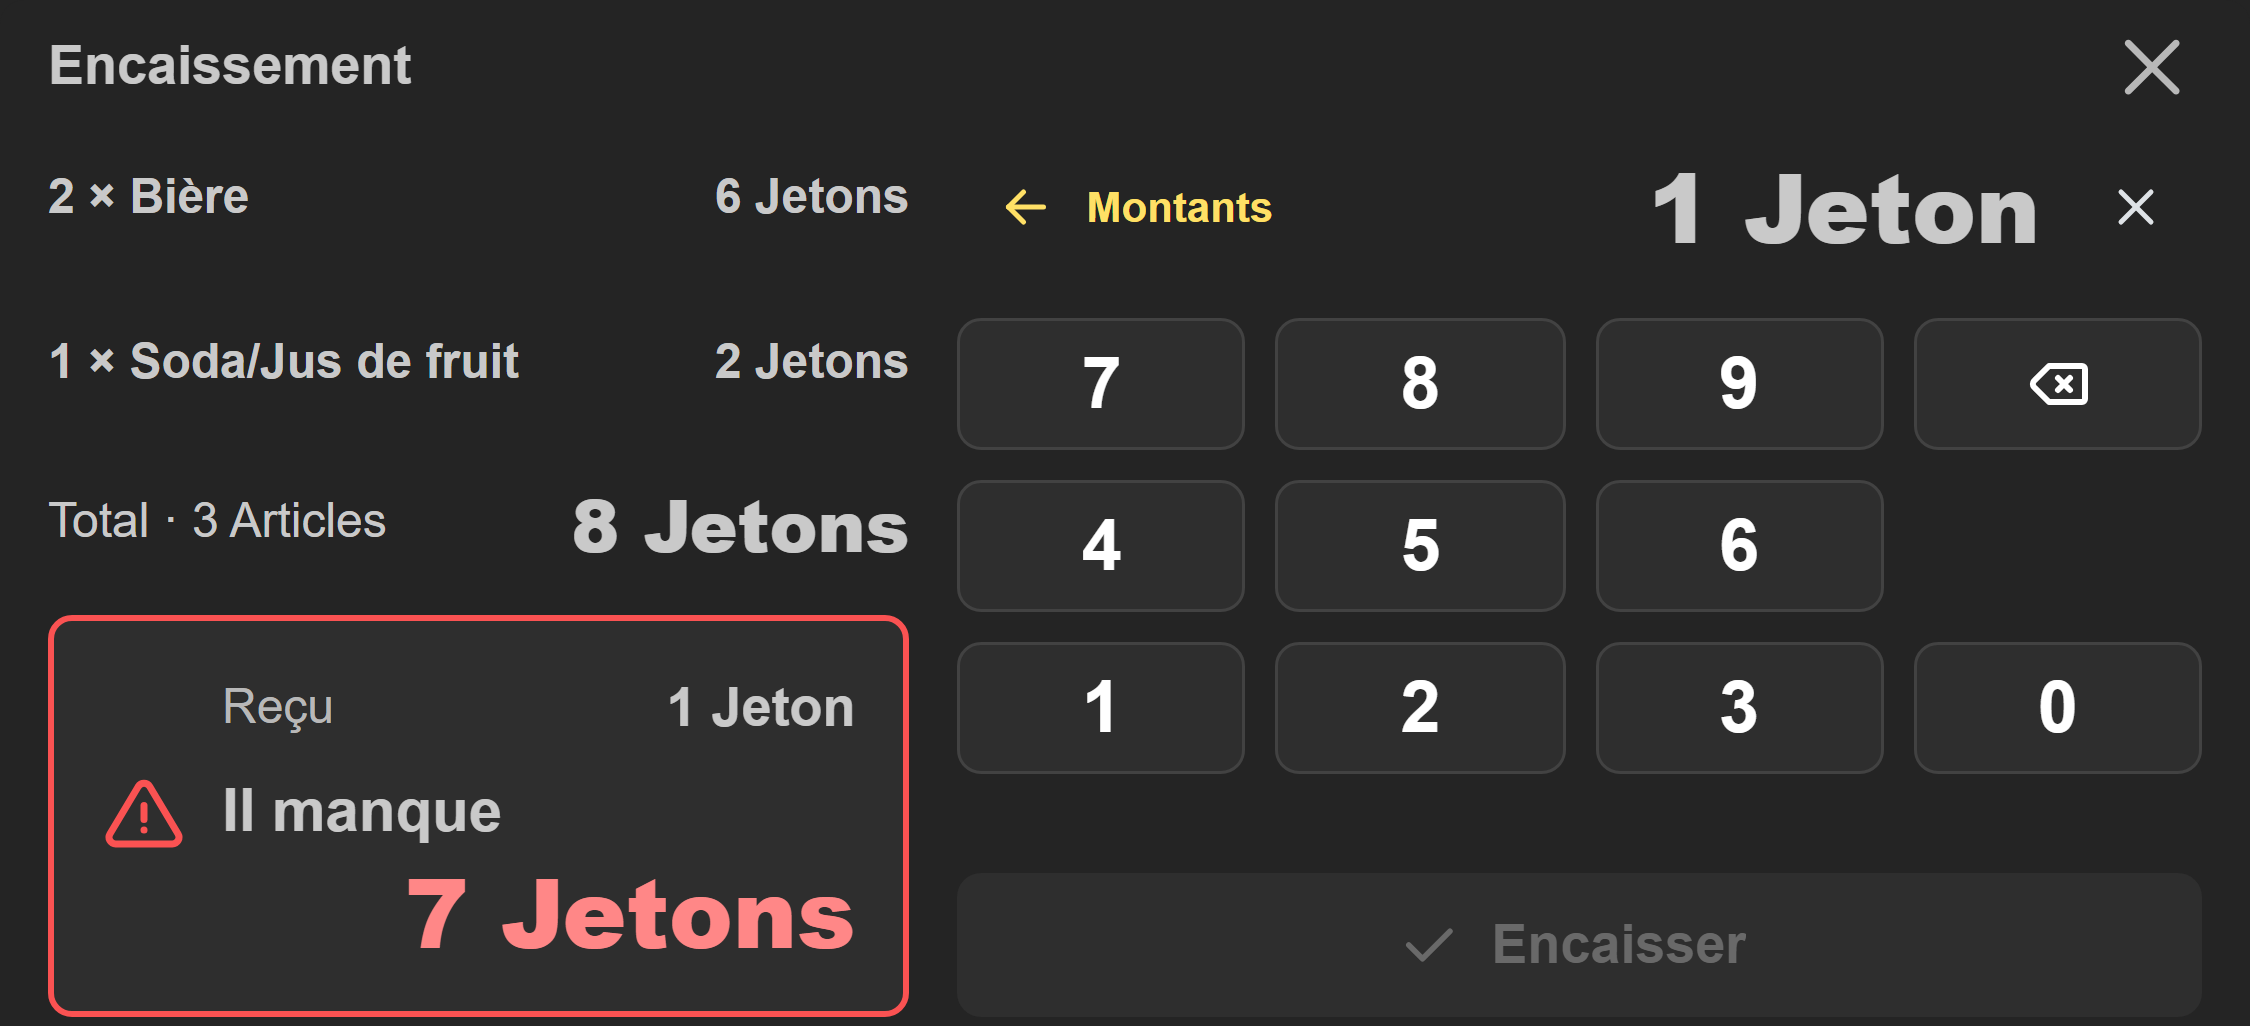 Encaissement
2 × Bière 6 Jetons
1 × Soda/Jus de fruit 2 Jetons
Total · 3 Articles 8 Jetons
Reçu 1 Jeton
Il manque
7 Jetons
Montants 1 Jeton
7 8 9
4 5 6
1 2 3 0
Encaisser